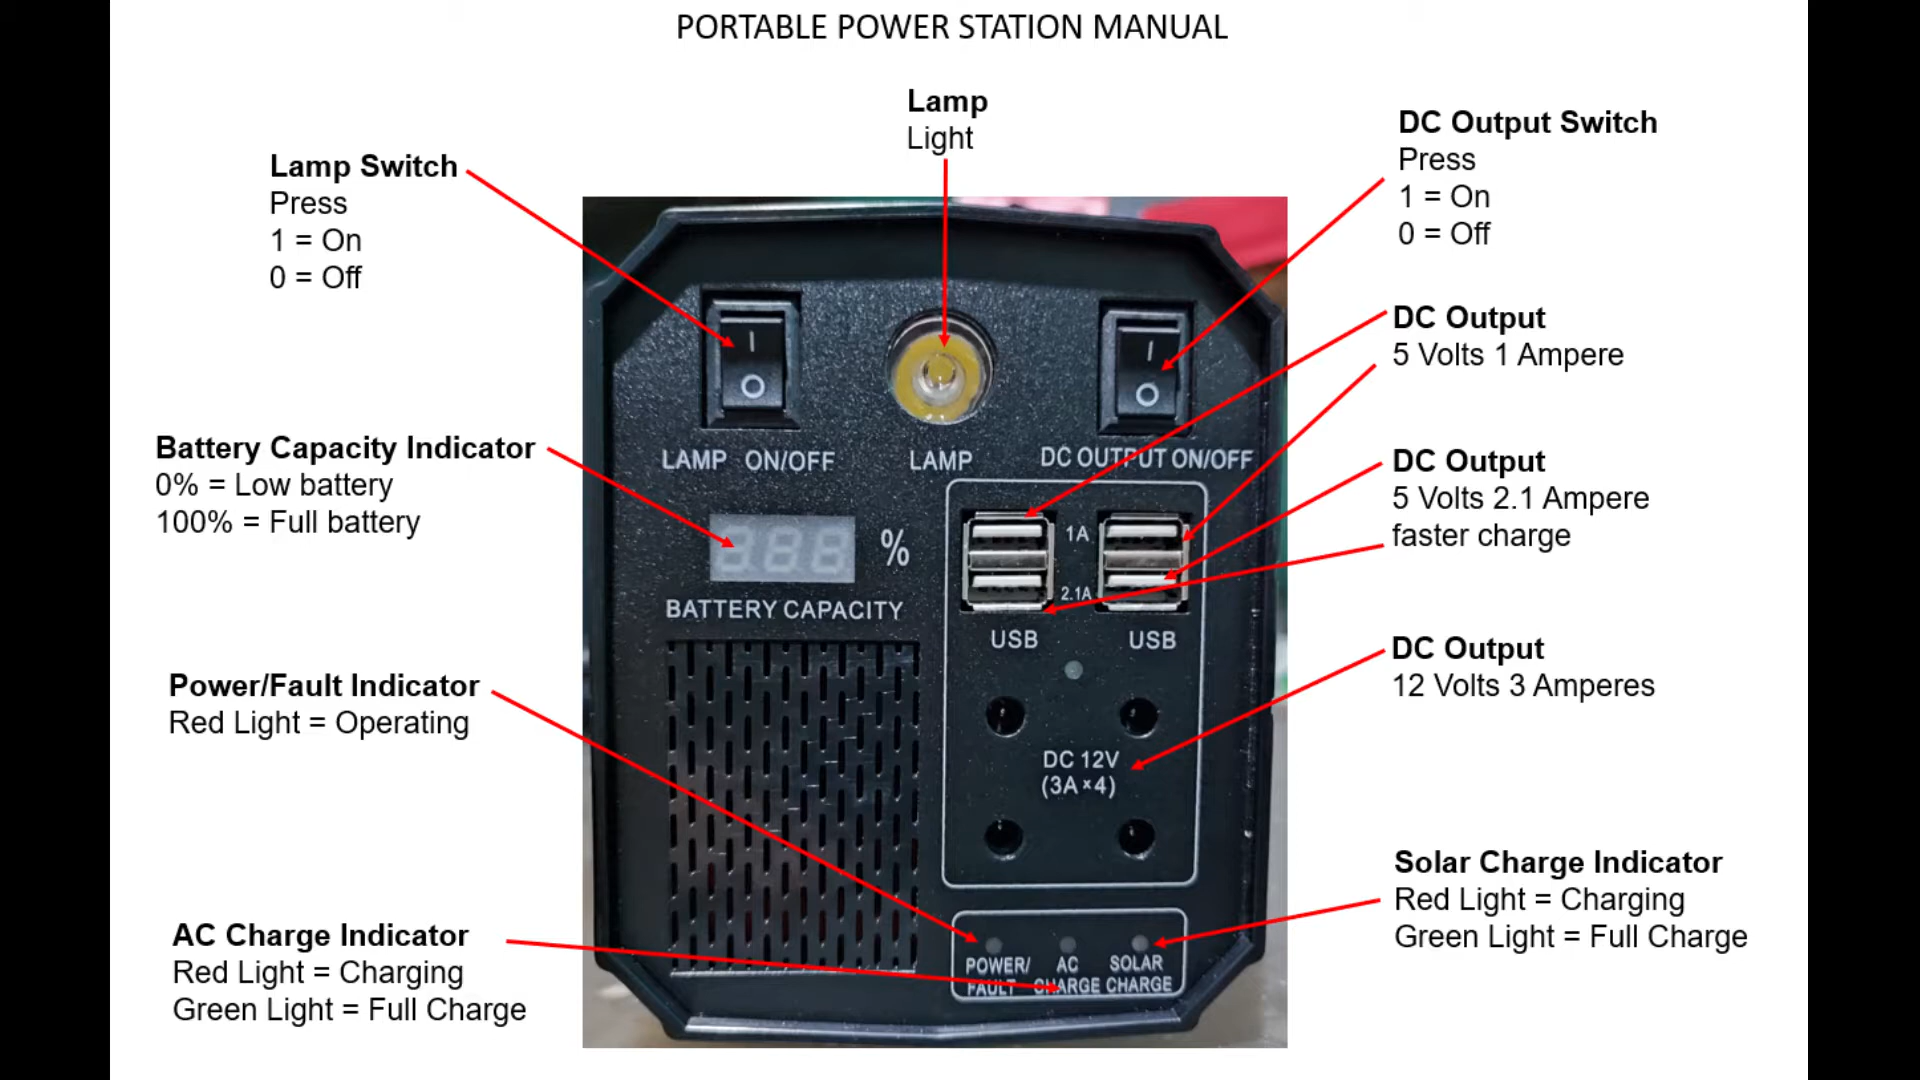 PORTABLE POWER STATION MANUAL
Lamp
Light
DC Output Switch
Press
1 = On
0 = Off
Lamp Switch
Press
1 = On
0 = Off
DC Output
5 Volts 1 Ampere
Battery Capacity Indicator
0% = Low battery
100% = Full battery
DC Output
5 Volts 2.1 Ampere
faster charge
DC Output
12 Volts 3 Amperes
Power/Fault Indicator
Red Light = Operating
Solar Charge Indicator
Red Light = Charging
Green Light = Full Charge
AC Charge Indicator
Red Light = Charging
Green Light = Full Charge
I
O
I
O
LAMP ON/OFF
LAMP
DC OUTPUT ON/OFF
888 %
BATTERY CAPACITY
1A
2.1A
USB
USB
DC 12V
(3A×4)
POWER/
FAULT
AC
CHARGE
SOLAR
CHARGE